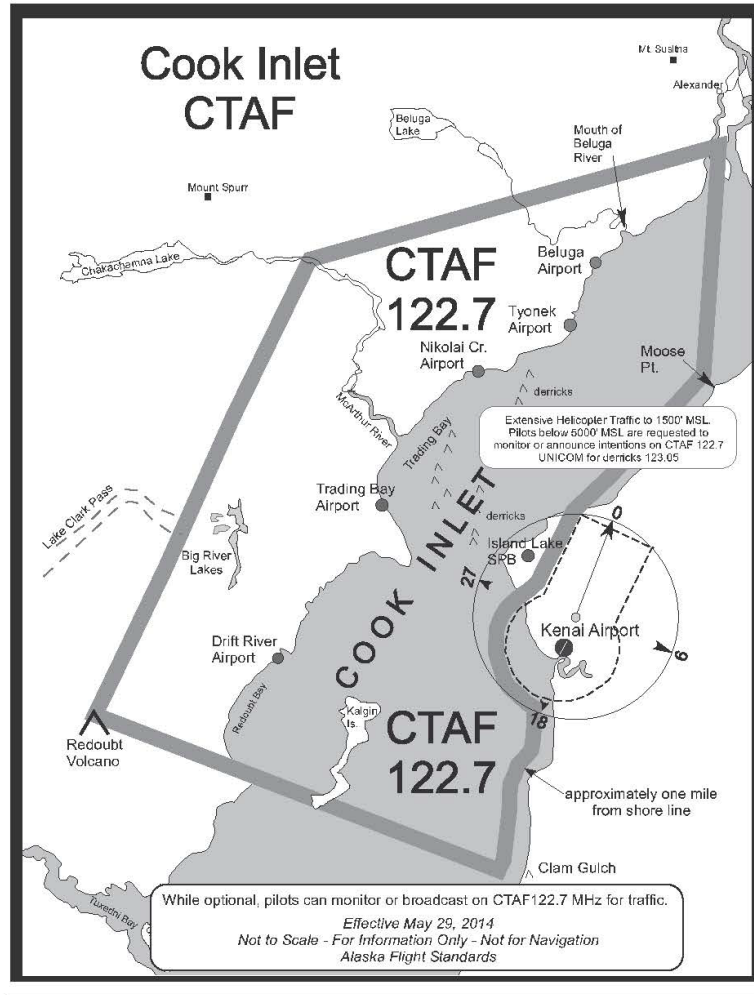 Cook Inlet
CTAF
Mt. Susitna
Alexander
Beluga
Lake
Mouth of
Beluga
River
Mount Spurr
Chakachamna Lake
CTAF
122.7
Beluga
Airport
Tyonek
Airport
Nikolai Cr.
Airport
Moose
Pt.
McArthur River
derricks
Trading Bay
Extensive Helicopter Traffic to 1500' MSL.
Pilots below 5000' MSL are requested to
monitor or announce intentions on CTAF 122.7
UNICOM for derricks 123.05
Lake Clark Pass
Trading Bay
Airport
derricks
COOK INLET
Big River
Lakes
Island Lake
SPB
0
27
9
18
Kenai Airport
Drift River
Airport
Redoubt Bay
Kalgin
Is.
CTAF
122.7
Redoubt
Volcano
approximately one mile
from shore line
Clam Gulch
Tuxedni Bay
While optional, pilots can monitor or broadcast on CTAF122.7 MHz for traffic.
Effective May 29, 2014
Not to Scale - For Information Only - Not for Navigation
Alaska Flight Standards